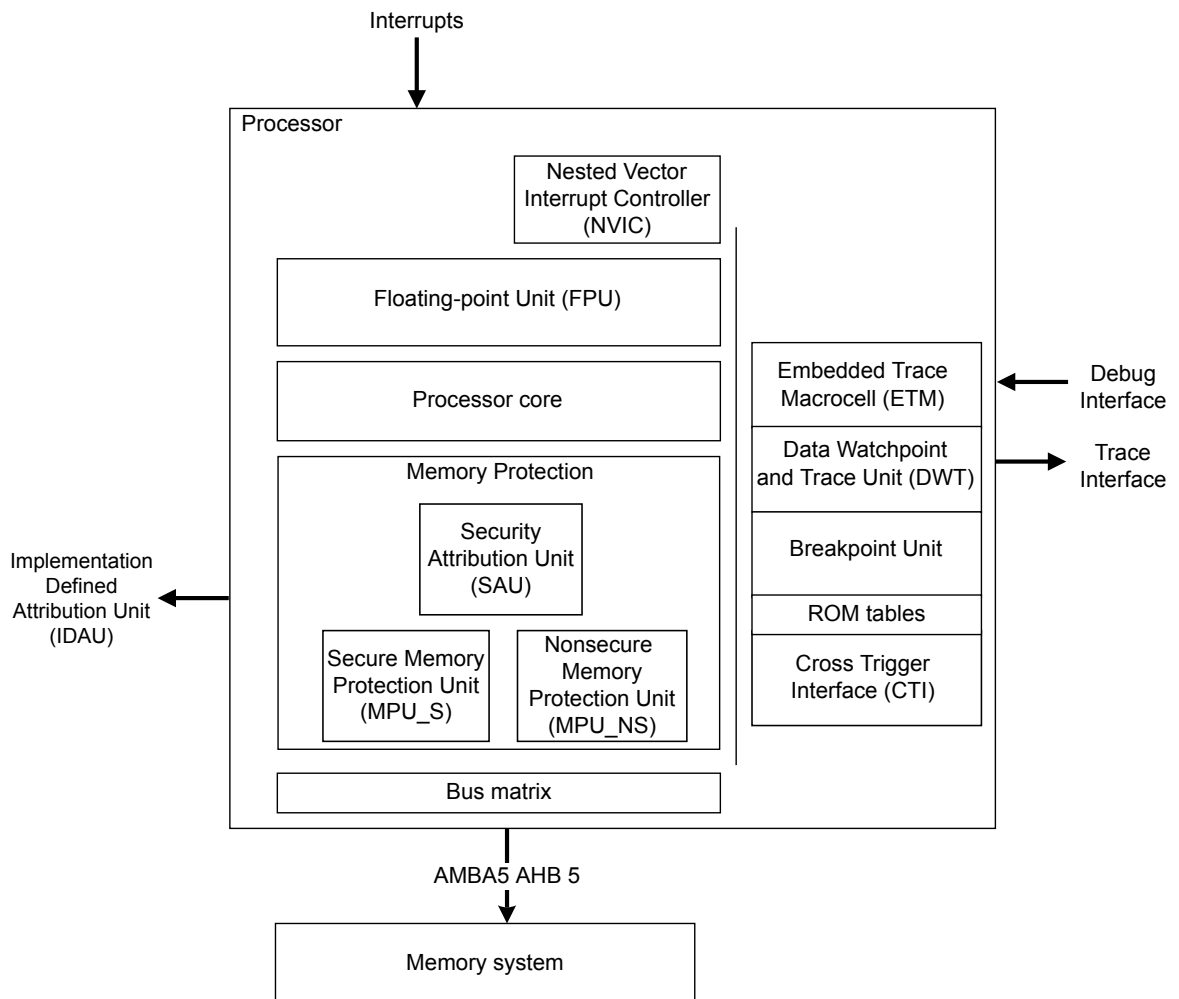 Interrupts
Processor
Nested Vector
Interrupt Controller
(NVIC)
Floating-point Unit (FPU)
Processor core
Memory Protection
Security
Attribution Unit
(SAU)
Secure Memory
Protection Unit
(MPU_S)
Nonsecure
Memory
Protection Unit
(MPU_NS)
Bus matrix
Embedded Trace
Macrocell (ETM)
Data Watchpoint
and Trace Unit (DWT)
Breakpoint Unit
ROM tables
Cross Trigger
Interface (CTI)
Debug
Interface
Trace
Interface
Implementation
Defined
Attribution Unit
(IDAU)
AMBA5 AHB 5
Memory system